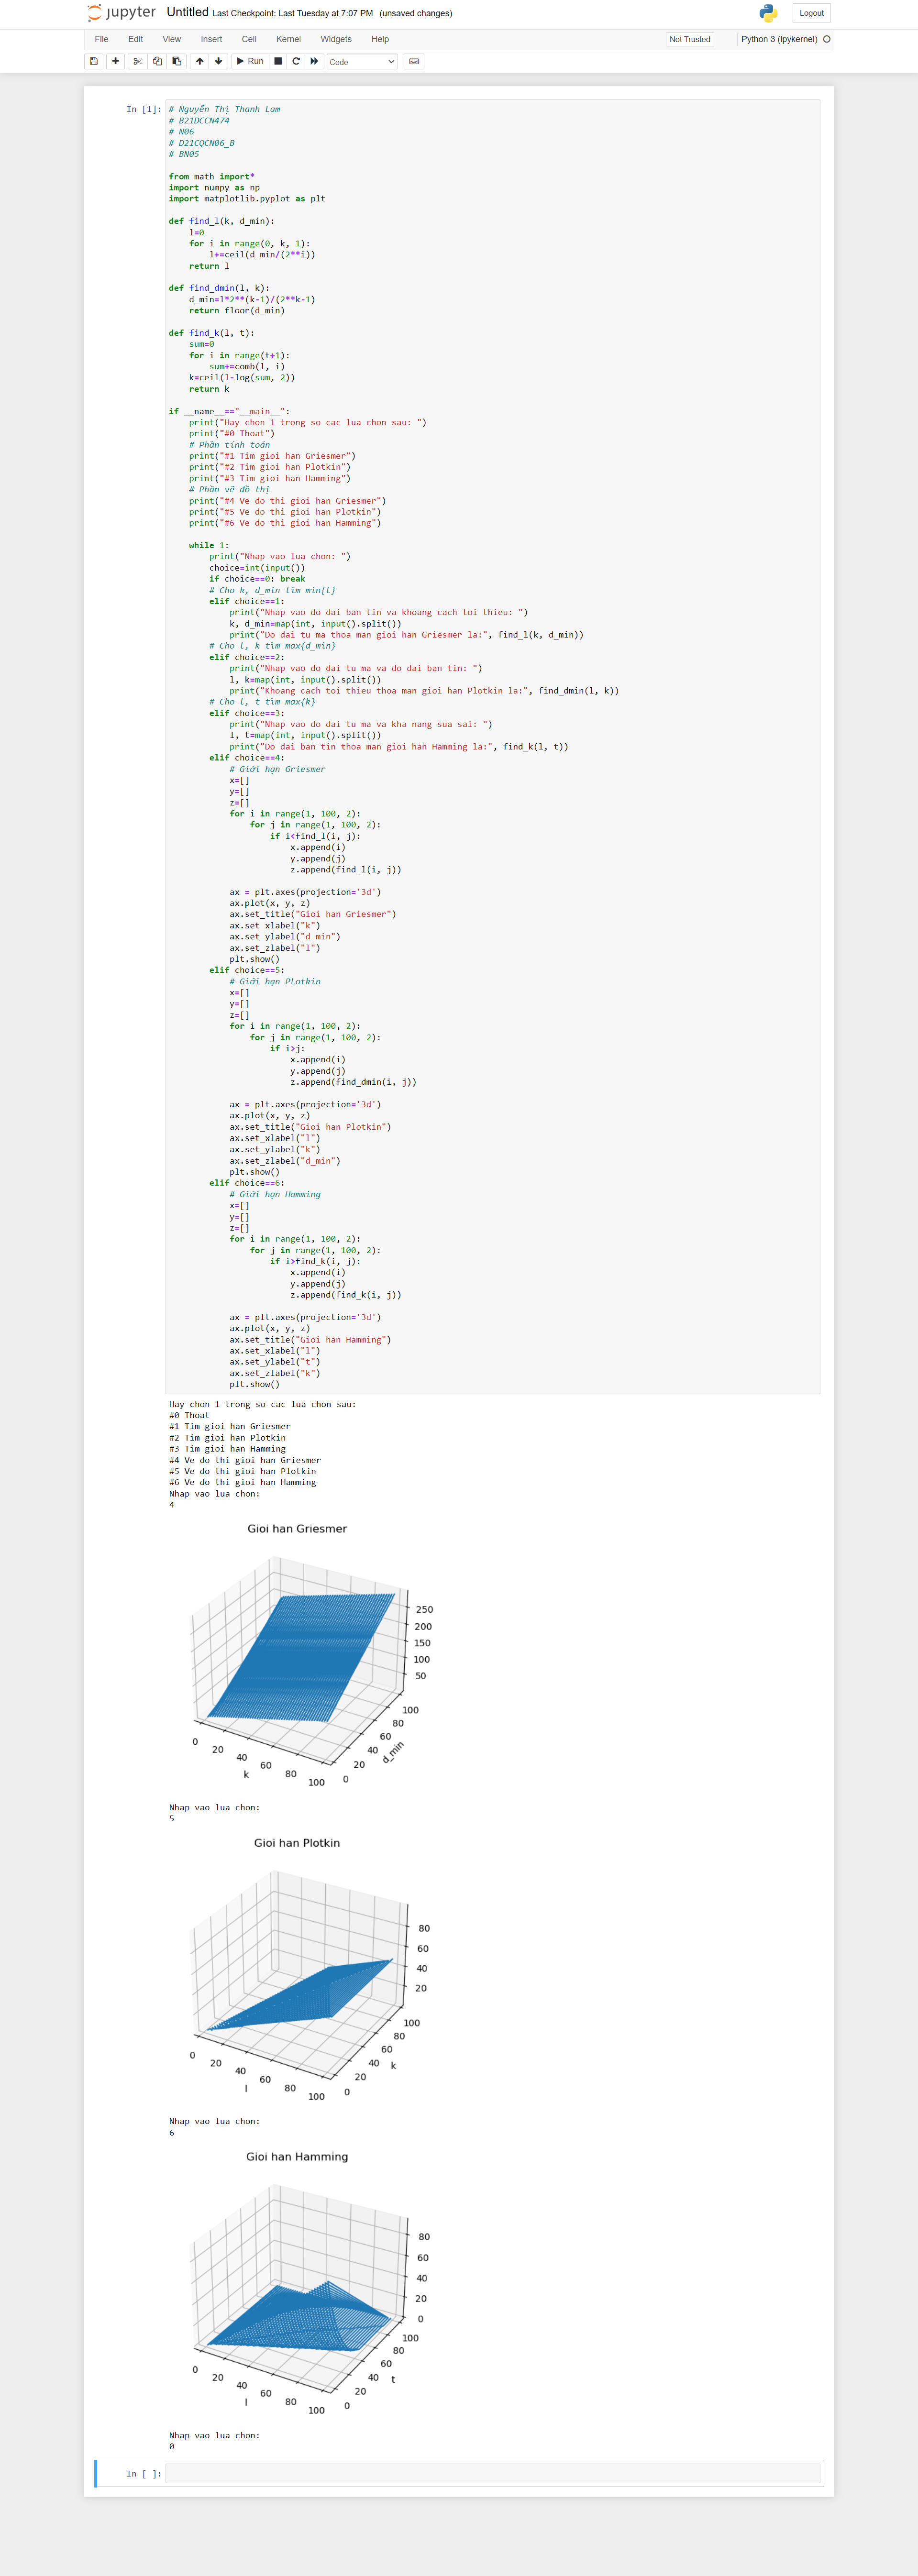 jupyter Untitled Last Checkpoint: Last Tuesday at 7:07 PM (unsaved changes) Logout
File Edit View Insert Cell Kernel Widgets Help Not Trusted Python 3 (ipykernel)
Run Code
In [1]:
# Nguyễn Thị Thanh Lam
# B21DCCN474
# N06
# D21CQCN06_B
# BN05
from math import*
import numpy as np
import matplotlib.pyplot as plt
def find_l(k, d_min):
l=0
for i in range(0, k, 1):
l+=ceil(d_min/(2**i))
return l
def find_dmin(l, k):
d_min=l*2**(k-1)/(2**k-1)
return floor(d_min)
def find_k(l, t):
sum=0
for i in range(t+1):
sum+=comb(l, i)
k=ceil(l-log(sum, 2))
return k
if __name__=="__main__":
print("Hay chon 1 trong so cac lua chon sau: ")
print("#0 Thoat")
# Phần tính toán
print("#1 Tim gioi han Griesmer")
print("#2 Tim gioi han Plotkin")
print("#3 Tim gioi han Hamming")
# Phần vẽ đồ thị
print("#4 Ve do thi gioi han Griesmer")
print("#5 Ve do thi gioi han Plotkin")
print("#6 Ve do thi gioi han Hamming")
while 1:
print("Nhap vao lua chon: ")
choice=int(input())
if choice==0: break
# Cho k, d_min tìm min{l}
elif choice==1:
print("Nhap vao do dai ban tin va khoang cach toi thieu: ")
k, d_min=map(int, input().split())
print("Do dai tu ma thoa man gioi han Griesmer la:", find_l(k, d_min))
# Cho l, k tìm max{d_min}
elif choice==2:
print("Nhap vao do dai tu ma va do dai ban tin: ")
l, k=map(int, input().split())
print("Khoang cach toi thieu thoa man gioi han Plotkin la:", find_dmin(l, k))
# Cho l, t tìm max{k}
elif choice==3:
print("Nhap vao do dai tu ma va kha nang sua sai: ")
l, t=map(int, input().split())
print("Do dai ban tin thoa man gioi han Hamming la:", find_k(l, t))
elif choice==4:
# Giới hạn Griesmer
x=[]
y=[]
z=[]
for i in range(1, 100, 2):
for j in range(1, 100, 2):
if i<find_l(i, j):
x.append(i)
y.append(j)
z.append(find_l(i, j))
ax = plt.axes(projection='3d')
ax.plot(x, y, z)
ax.set_title("Gioi han Griesmer")
ax.set_xlabel("k")
ax.set_ylabel("d_min")
ax.set_zlabel("l")
plt.show()
elif choice==5:
# Giới hạn Plotkin
x=[]
y=[]
z=[]
for i in range(1, 100, 2):
for j in range(1, 100, 2):
if i>j:
x.append(i)
y.append(j)
z.append(find_dmin(i, j))
ax = plt.axes(projection='3d')
ax.plot(x, y, z)
ax.set_title("Gioi han Plotkin")
ax.set_xlabel("l")
ax.set_ylabel("k")
ax.set_zlabel("d_min")
plt.show()
elif choice==6:
# Giới hạn Hamming
x=[]
y=[]
z=[]
for i in range(1, 100, 2):
for j in range(1, 100, 2):
if i>find_k(i, j):
x.append(i)
y.append(j)
z.append(find_k(i, j))
ax = plt.axes(projection='3d')
ax.plot(x, y, z)
ax.set_title("Gioi han Hamming")
ax.set_xlabel("l")
ax.set_ylabel("t")
ax.set_zlabel("k")
plt.show()
Hay chon 1 trong so cac lua chon sau:
#0 Thoat
#1 Tim gioi han Griesmer
#2 Tim gioi han Plotkin
#3 Tim gioi han Hamming
#4 Ve do thi gioi han Griesmer
#5 Ve do thi gioi han Plotkin
#6 Ve do thi gioi han Hamming
Nhap vao lua chon:
4
Gioi han Griesmer
250
200
150
100
50
0 20 40 60 80 100
k
0 20 40 60 80 100
d_min
Nhap vao lua chon:
5
Gioi han Plotkin
80
60
40
20
0 20 40 60 80 100
l
0 20 40 60 80 100
k
Nhap vao lua chon:
6
Gioi han Hamming
80
60
40
20
0
0 20 40 60 80 100
l
0 20 40 60 80 100
t
Nhap vao lua chon:
0
In [ ]: